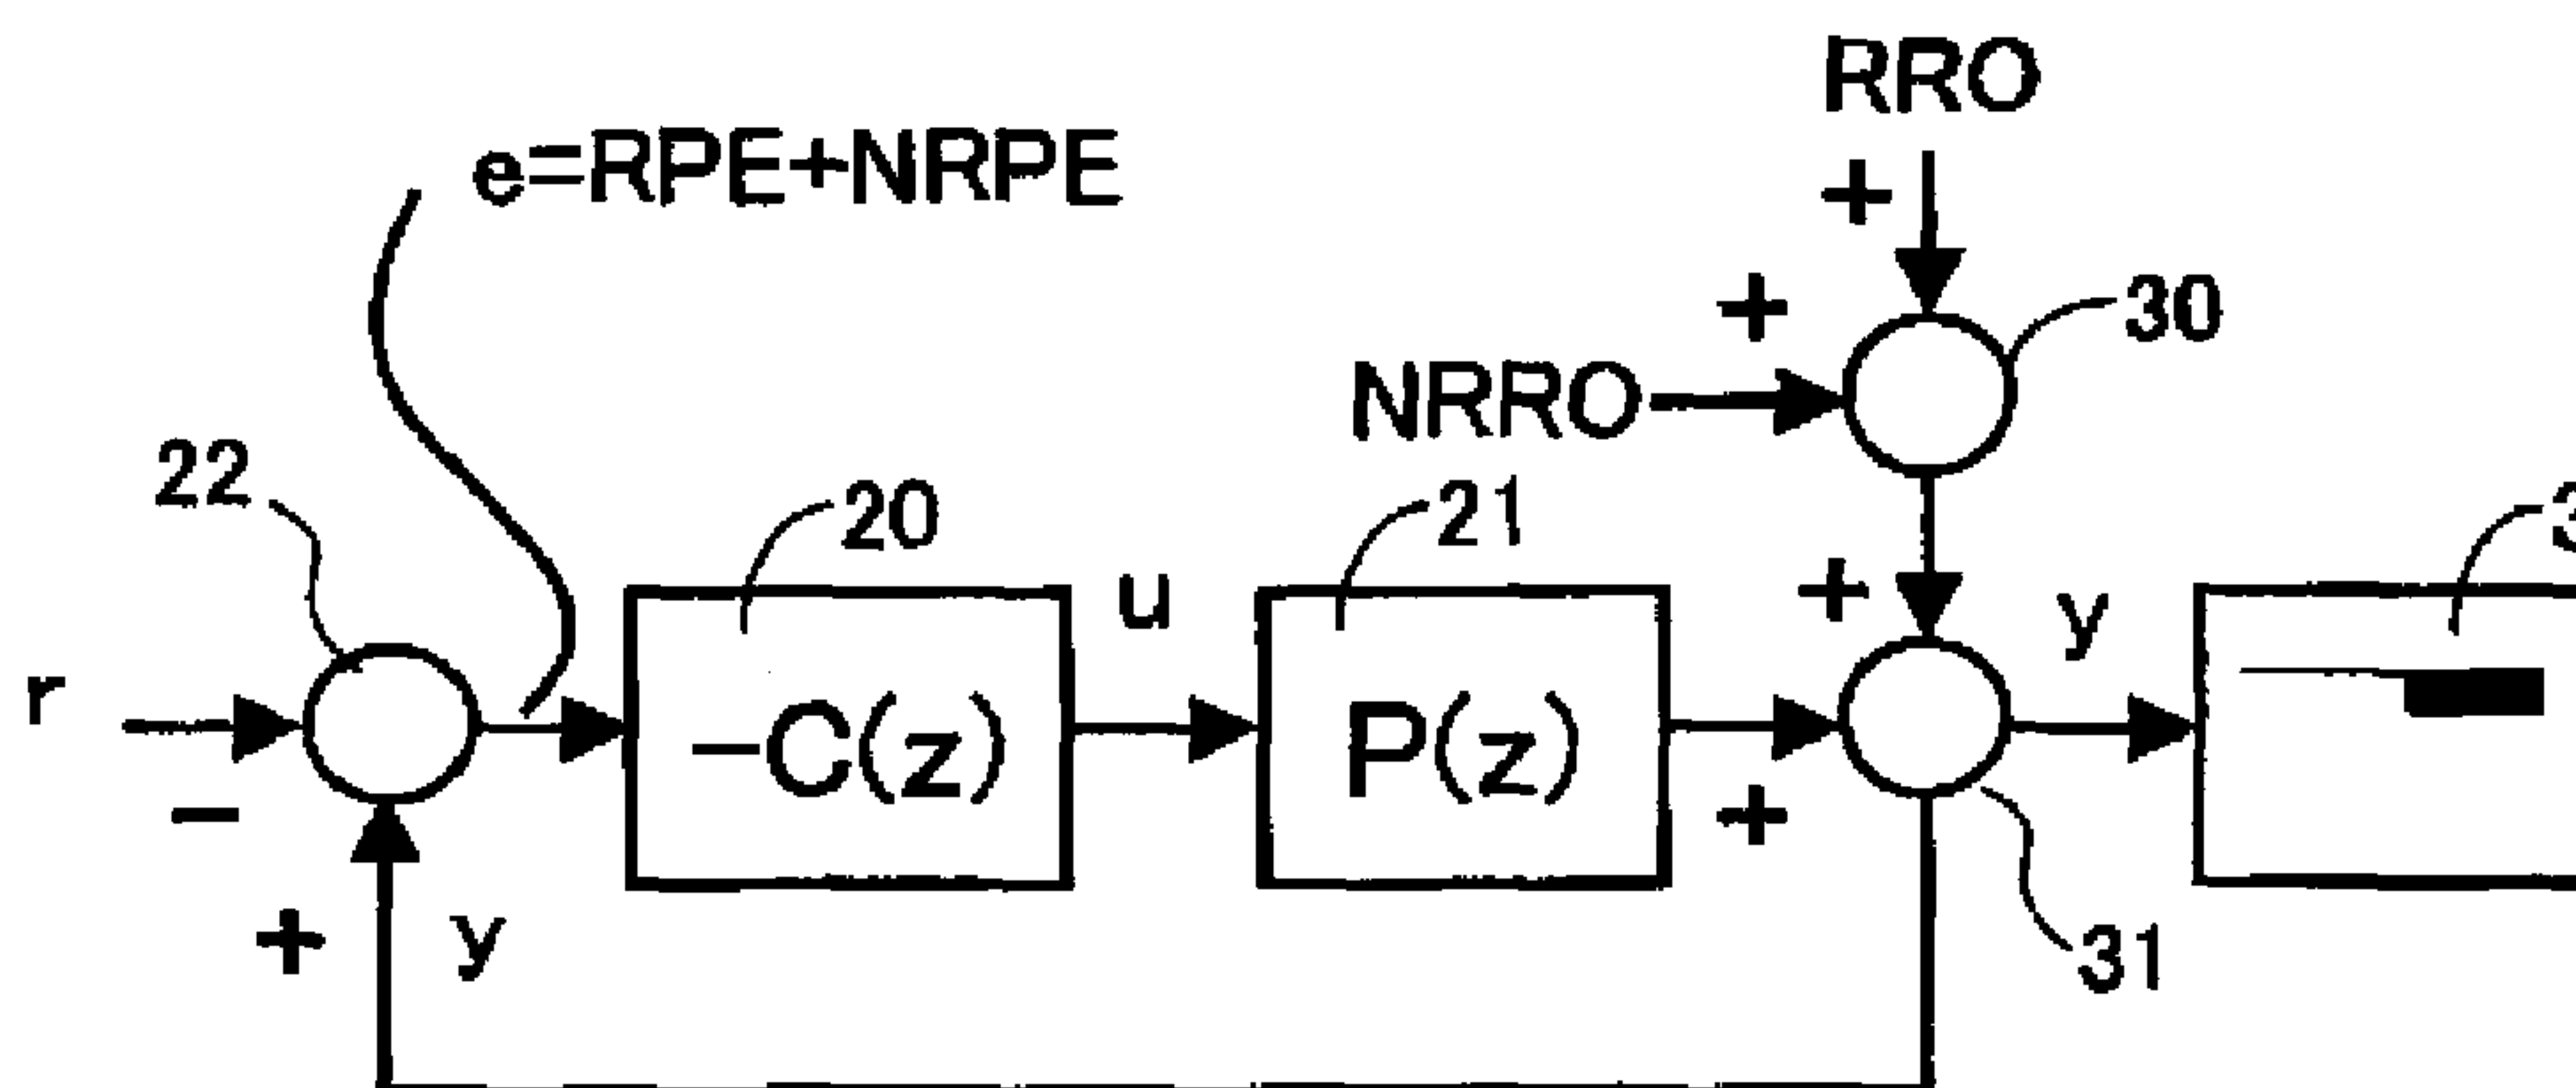 RRO
+
e=RPE+NRPE
+
30
NRRO
22
20
21
u
+
y
r
−C(z)
P(z)
−
+
+
y
31